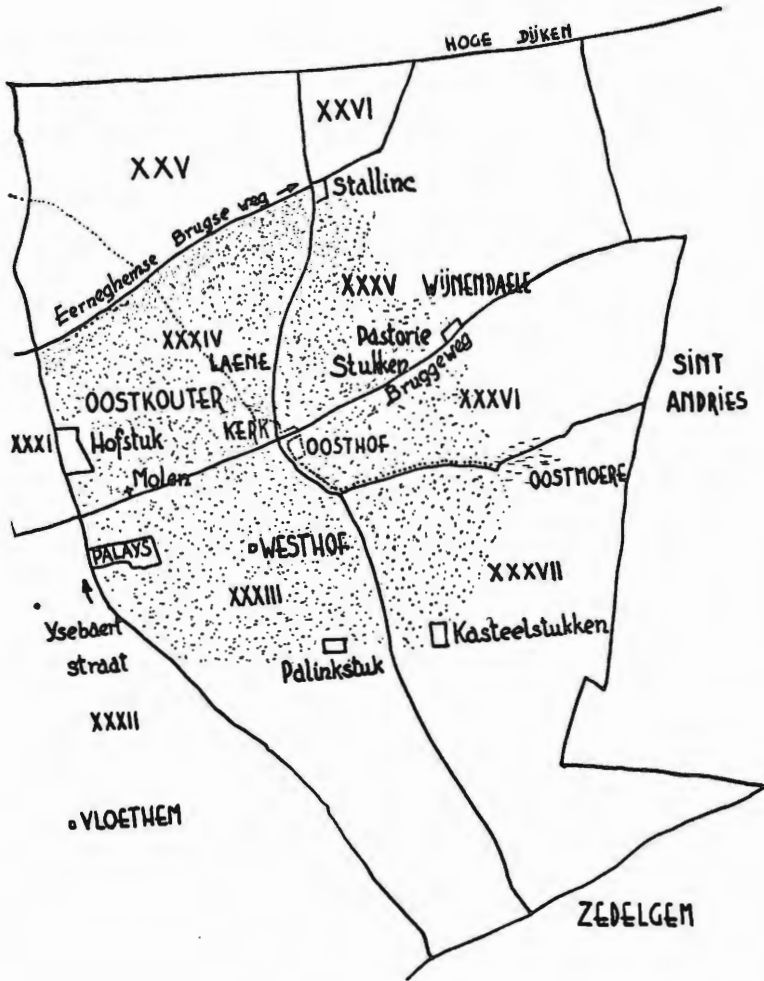 HOGE DIJKEN
XXVI
XXV
Stallinc
Eerneghemse Brugse weg
XXXV WIJNENDAELE
XXXIV
LAENE
Pastorie
Stukken
Bruggeweg
SINT
ANDRIES
OOSTKOUTER
XXXVI
XXXI
Hofstuk
KERK
OOSTHOF
Molen
OOSTMOERE
PALAYS
WESTHOF
XXXVII
XXXIII
Ysebaert
straat
Kasteelstukken
Palinkstuk
XXXII
VLOETHEM
ZEDELGEM